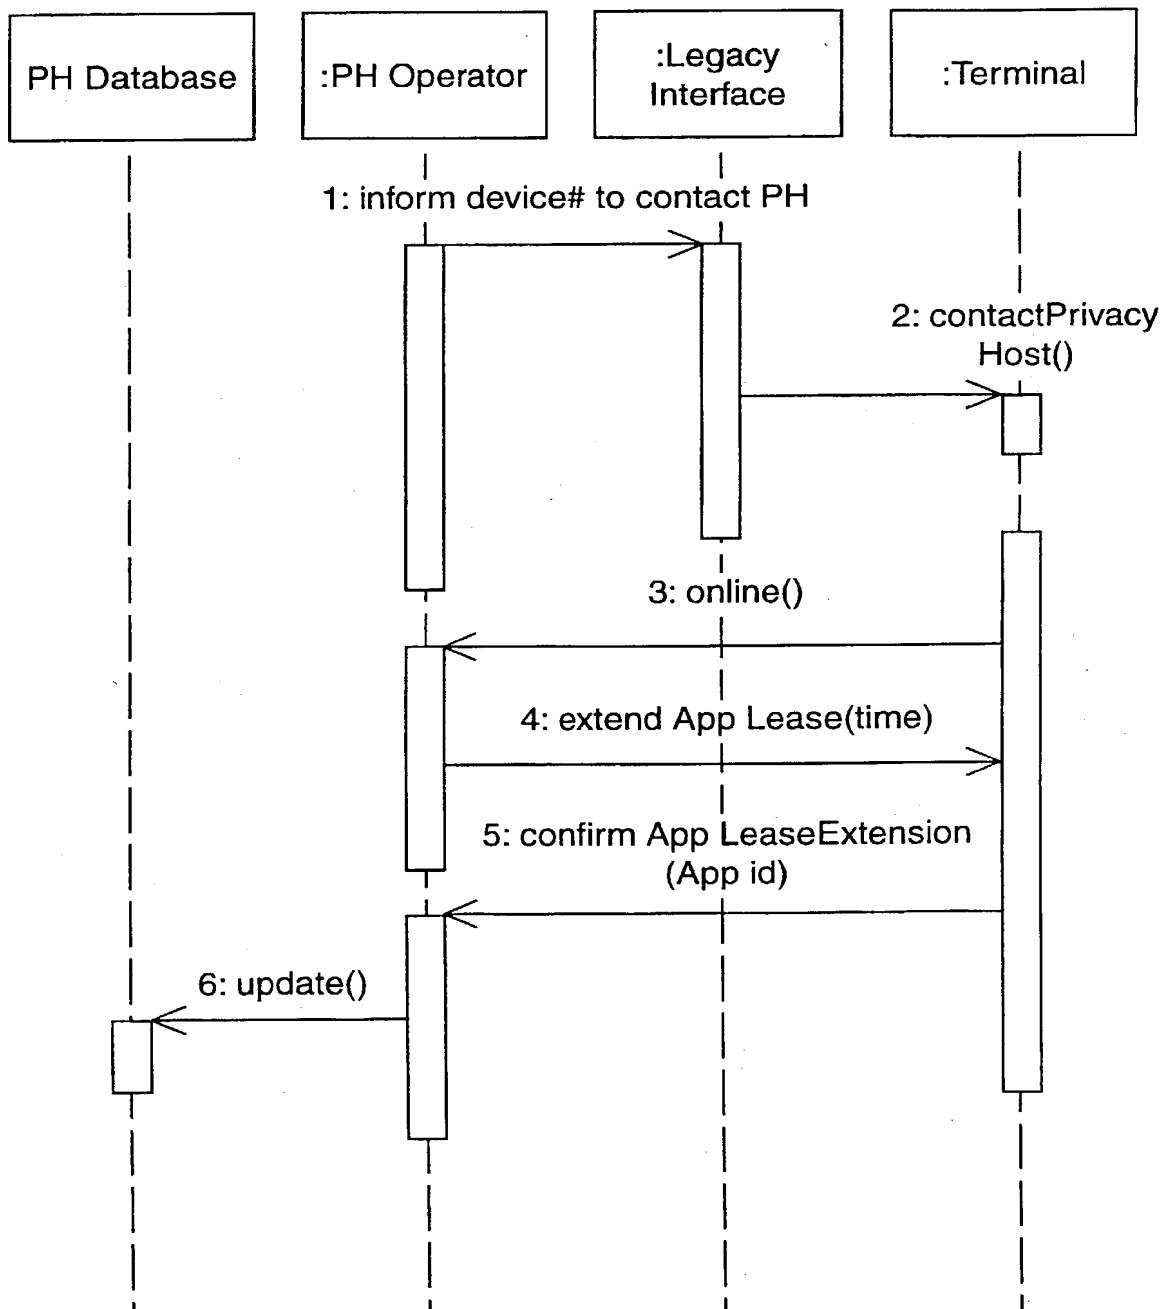 PH Database
:PH Operator
:Legacy
Interface
:Terminal
1: inform device# to contact PH
2: contactPrivacy
Host()
3: online()
4: extend App Lease(time)
5: confirm App LeaseExtension
(App id)
6: update()